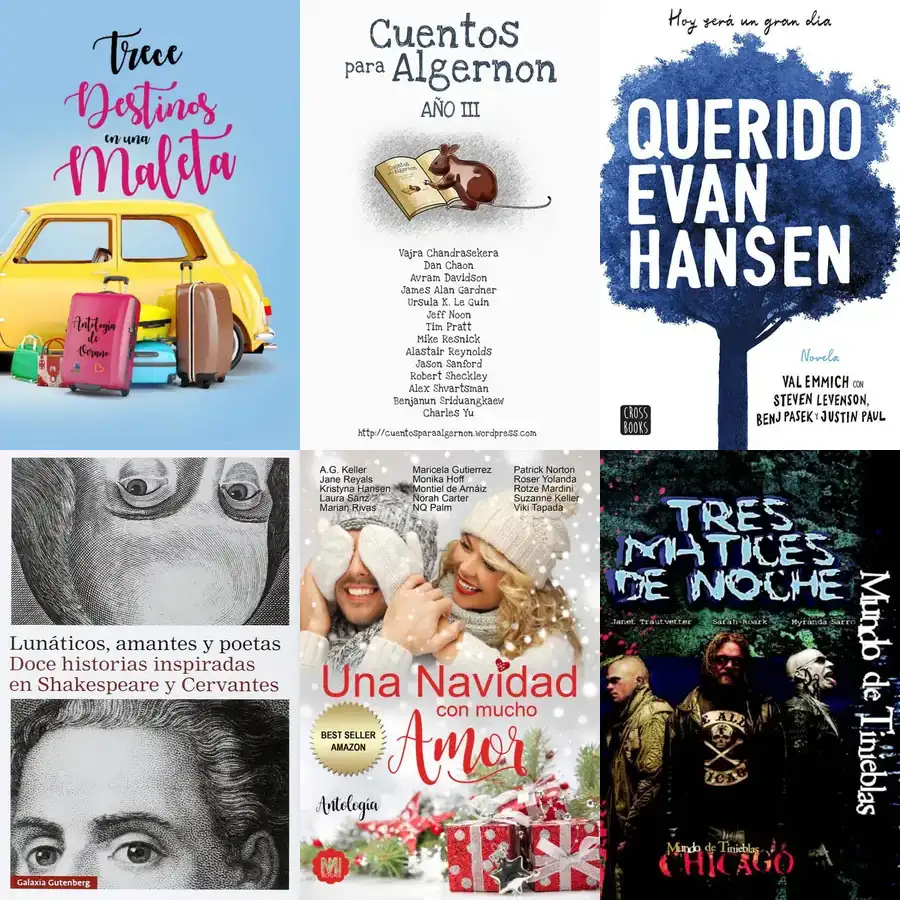 Trece
Destinos
en una
Maleta
Antología
de
Verano
Cuentos
para Algernon
AÑO III
Cuentos
Algernon
Vajra Chandrasekera
Dan Chaon
Avram Davidson
James Alan Gardner
Ursula K. Le Guin
Jeff Noon
Tim Pratt
Mike Resnick
Alastair Reynolds
Jason Sanford
Robert Sheckley
Alex Shvartsman
Benjanun Sriduangkaew
Charles Yu
http://cuentosparaalgernon.wordpress.com
Hoy será un gran día
QUERIDO
EVAN
HANSEN
Novela
VAL EMMICH CON
STEVEN LEVENSON,
BENJ PASEK Y JUSTIN PAUL
CROSS
BOOKS
Lunáticos, amantes y poetas
Doce historias inspiradas
en Shakespeare y Cervantes
Galaxia Gutenberg
A.G. Keller
Jane Reyals
Kristyna Hansen
Laura Sanz
Marian Rivas
Maricela Gutierrez
Monika Hoff
Montiel de Arnáiz
Norah Carter
NQ Palm
Patrick Norton
Roser Yolanda
Rotze Mardini
Suzanne Keller
Viki Tapada
Una Navidad
con mucho
Amor
BEST SELLER
AMAZON
Antología
M
TRES
MATICES
DE NOCHE
Janet Trautvetter Sarah Roark Myranda Sarro
Mundo de Tinieblas
CHICAGO
Mundo de Tinieblas
CHICAGO